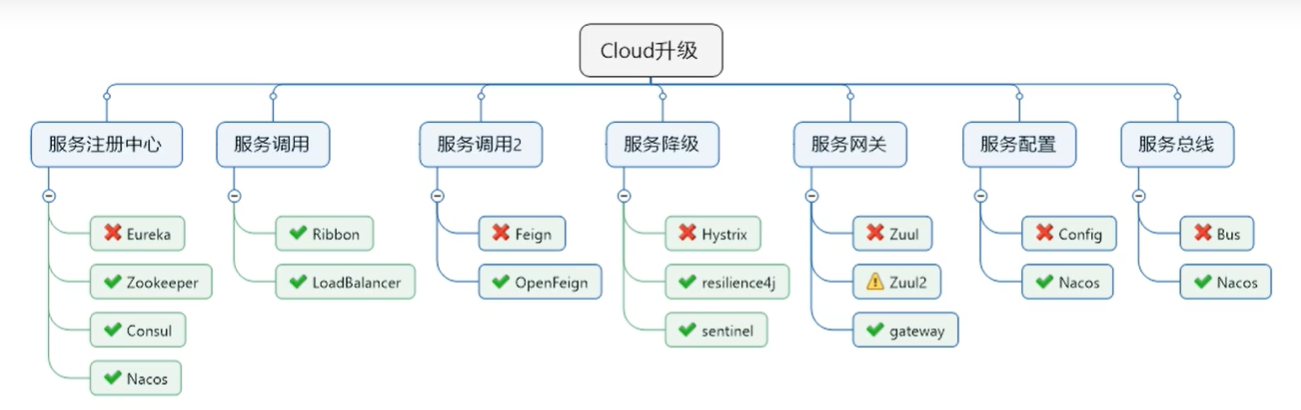 Cloud升级
服务注册中心
服务调用
服务调用2
服务降级
服务网关
服务配置
服务总线
Eureka
Ribbon
Feign
Hystrix
Zuul
Config
Bus
Zookeeper
LoadBalancer
OpenFeign
resilience4j
Zuul2
Nacos
Nacos
Consul
sentinel
gateway
Nacos